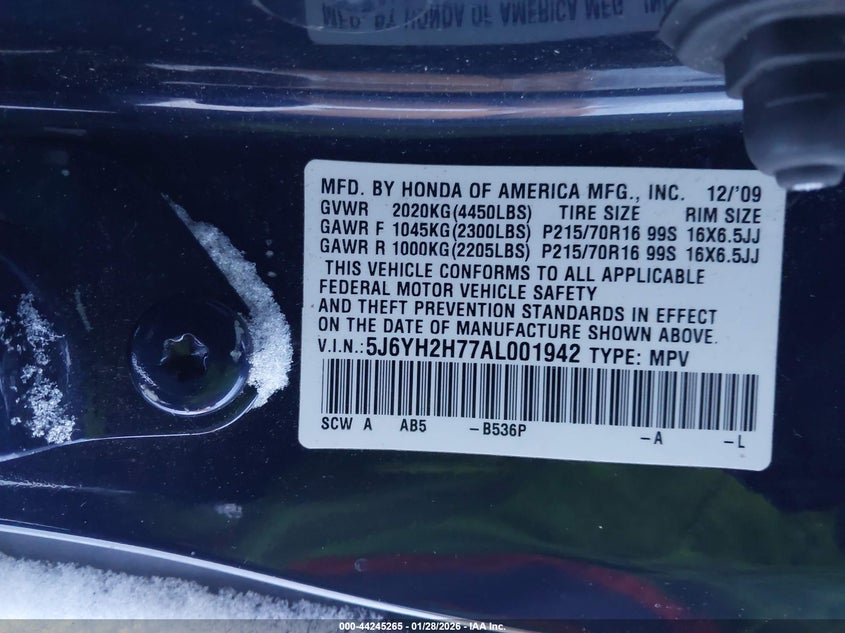 MFD. BY HONDA OF AMERICA MFG., INC. 12/'09
GVWR 2020KG(4450LBS) TIRE SIZE RIM SIZE
GAWR F 1045KG(2300LBS) P215/70R16 99S 16X6.5JJ
GAWR R 1000KG(2205LBS) P215/70R16 99S 16X6.5JJ
THIS VEHICLE CONFORMS TO ALL APPLICABLE
FEDERAL MOTOR VEHICLE SAFETY
AND THEFT PREVENTION STANDARDS IN EFFECT
ON THE DATE OF MANUFACTURE SHOWN ABOVE.
V.I.N.:5J6YH2H77AL001942 TYPE: MPV
SCW A AB5 -B536P -A -L
000-44245265 - 01/28/2026 - IAA Inc.